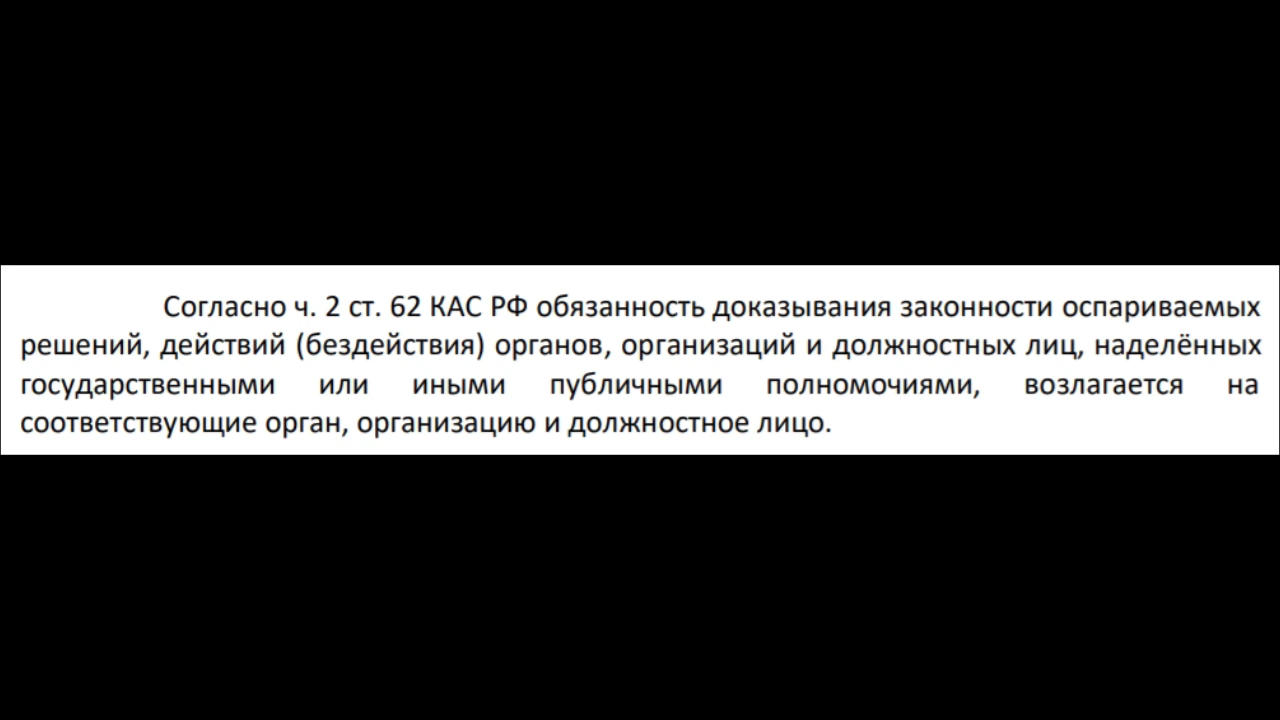 Согласно ч. 2 ст. 62 КАС РФ обязанность доказывания законности оспариваемых
решений, действий (бездействия) органов, организаций и должностных лиц, наделённых
государственными или иными публичными полномочиями, возлагается на
соответствующие орган, организацию и должностное лицо.